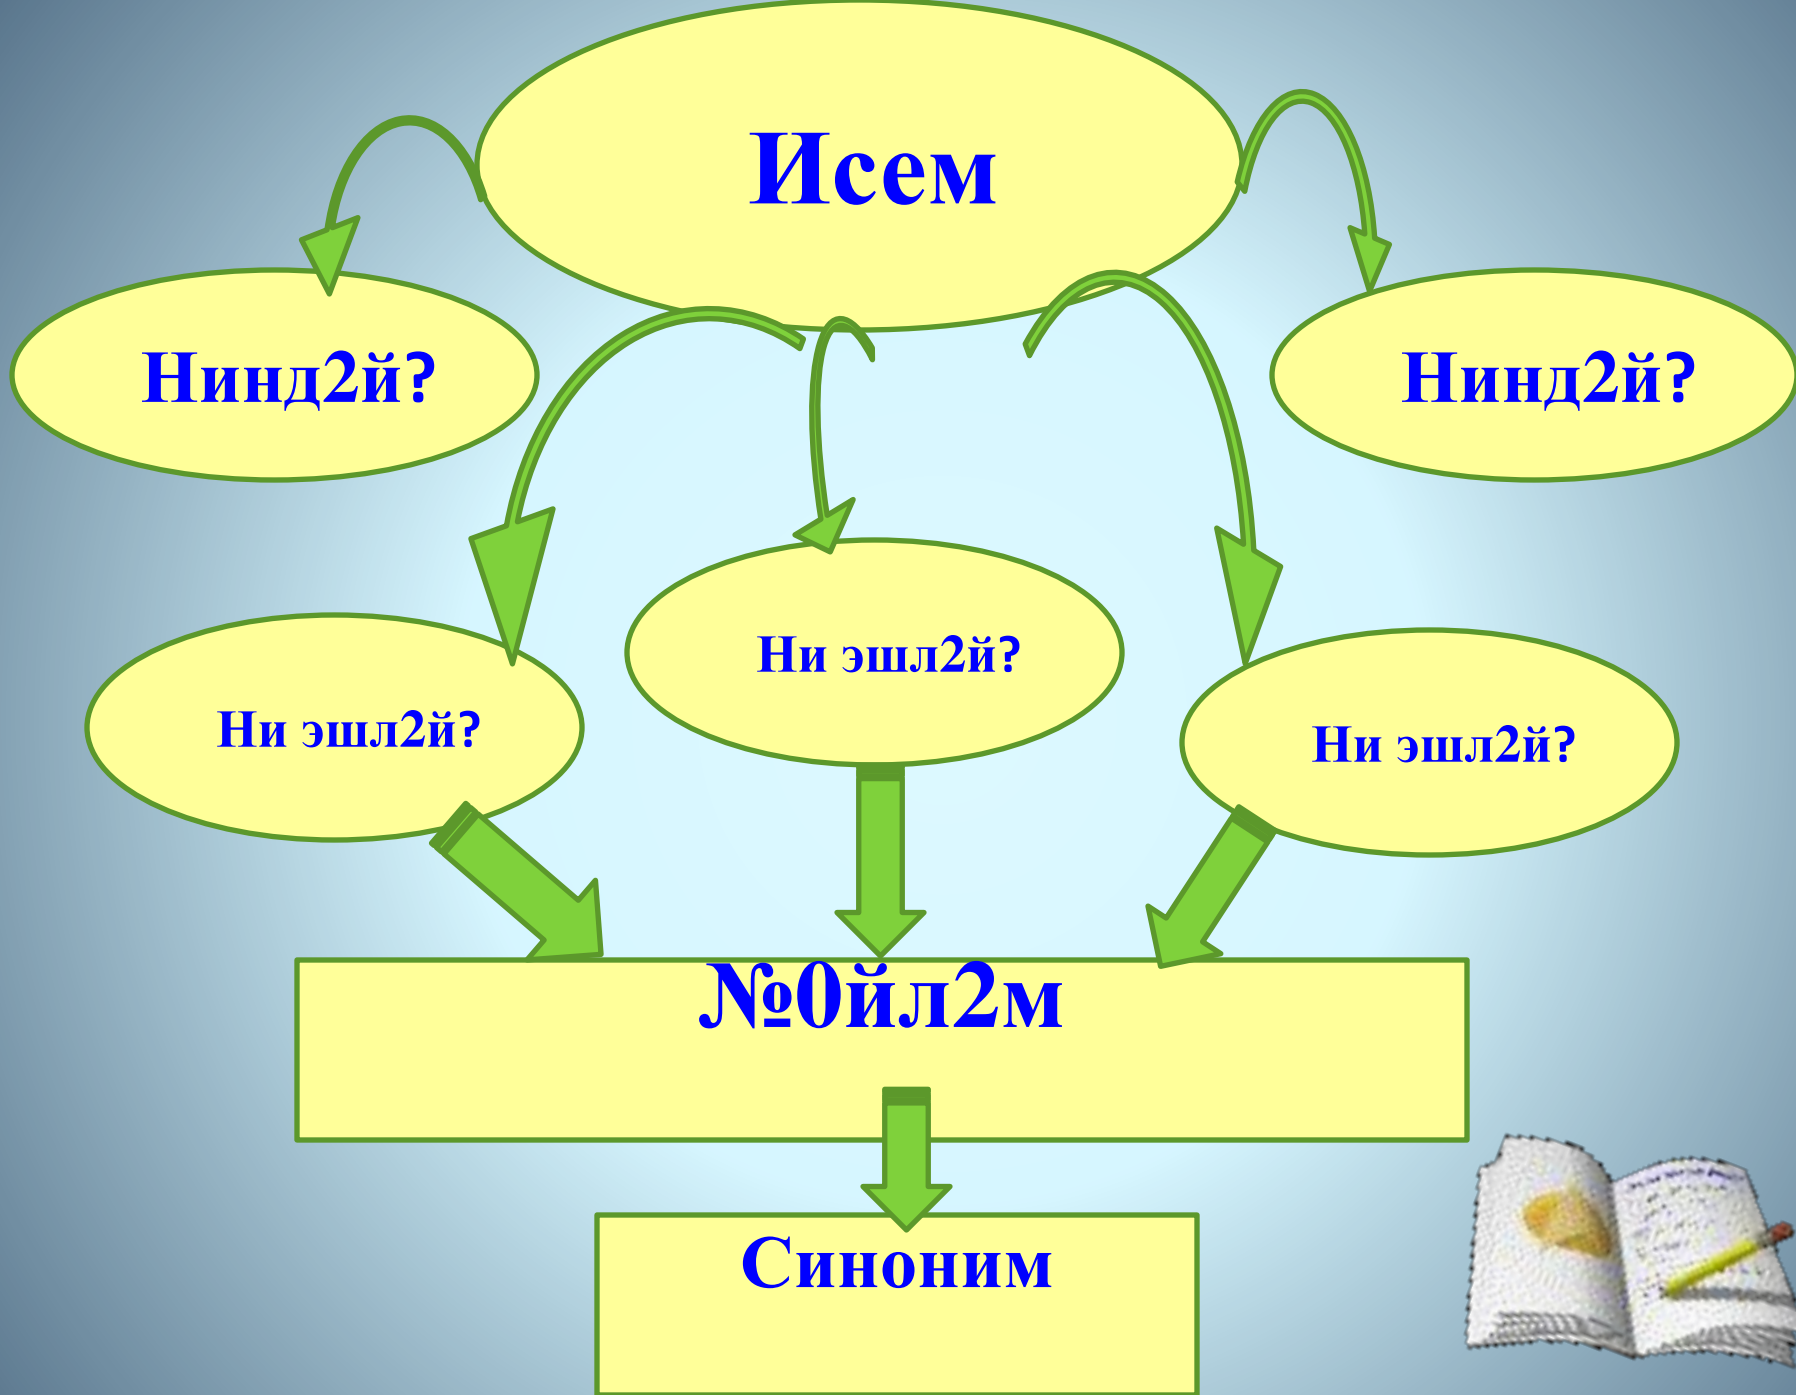 Исем
Нинд2й?
Нинд2й?
Ни эшл2й?
Ни эшл2й?
Ни эшл2й?
№0йл2м
Синоним